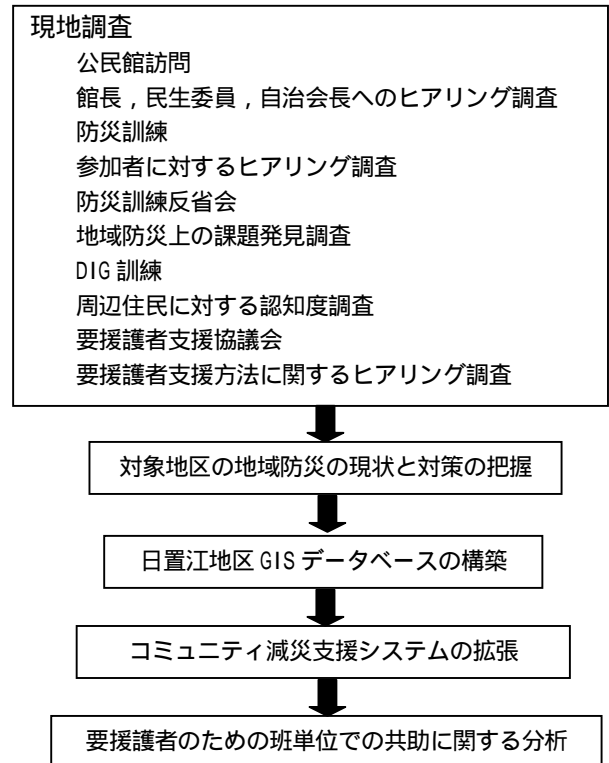 現地調査
公民館訪問
館長，民生委員，自治会長へのヒアリング調査
防災訓練
参加者に対するヒアリング調査
防災訓練反省会
地域防災上の課題発見調査
DIG 訓練
周辺住民に対する認知度調査
要援護者支援協議会
要援護者支援方法に関するヒアリング調査
対象地区の地域防災の現状と対策の把握
日置江地区 GIS データベースの構築
コミュニティ減災支援システムの拡張
要援護者のための班単位での共助に関する分析